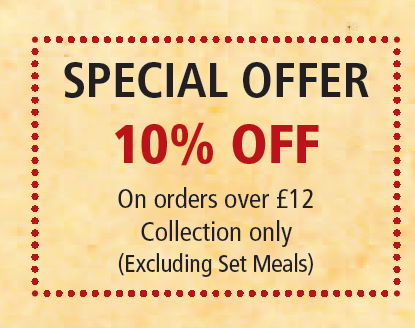 SPECIAL OFFER
10% OFF
On orders over £12
Collection only
(Excluding Set Meals)